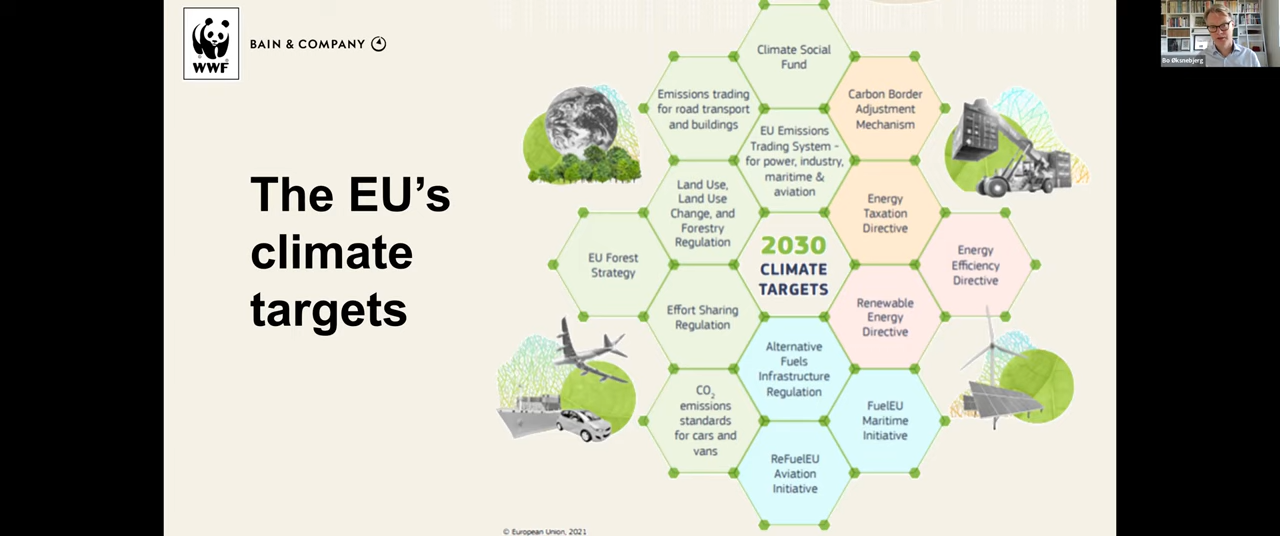 WWF
BAIN & COMPANY
Bo Øksnebjerg
The EU's
climate
targets
Climate Social
Fund
Emissions trading
for road transport
and buildings
Carbon Border
Adjustment
Mechanism
EU Emissions
Trading System -
for power, industry,
maritime &
aviation
Land Use,
Land Use
Change, and
Forestry
Regulation
Energy
Taxation
Directive
EU Forest
Strategy
2030
CLIMATE
TARGETS
Energy
Efficiency
Directive
Effort Sharing
Regulation
Renewable
Energy
Directive
Alternative
Fuels
Infrastructure
Regulation
CO₂
emissions
standards
for cars and
vans
FuelEU
Maritime
Initiative
ReFuelEU
Aviation
Initiative
© European Union, 2021